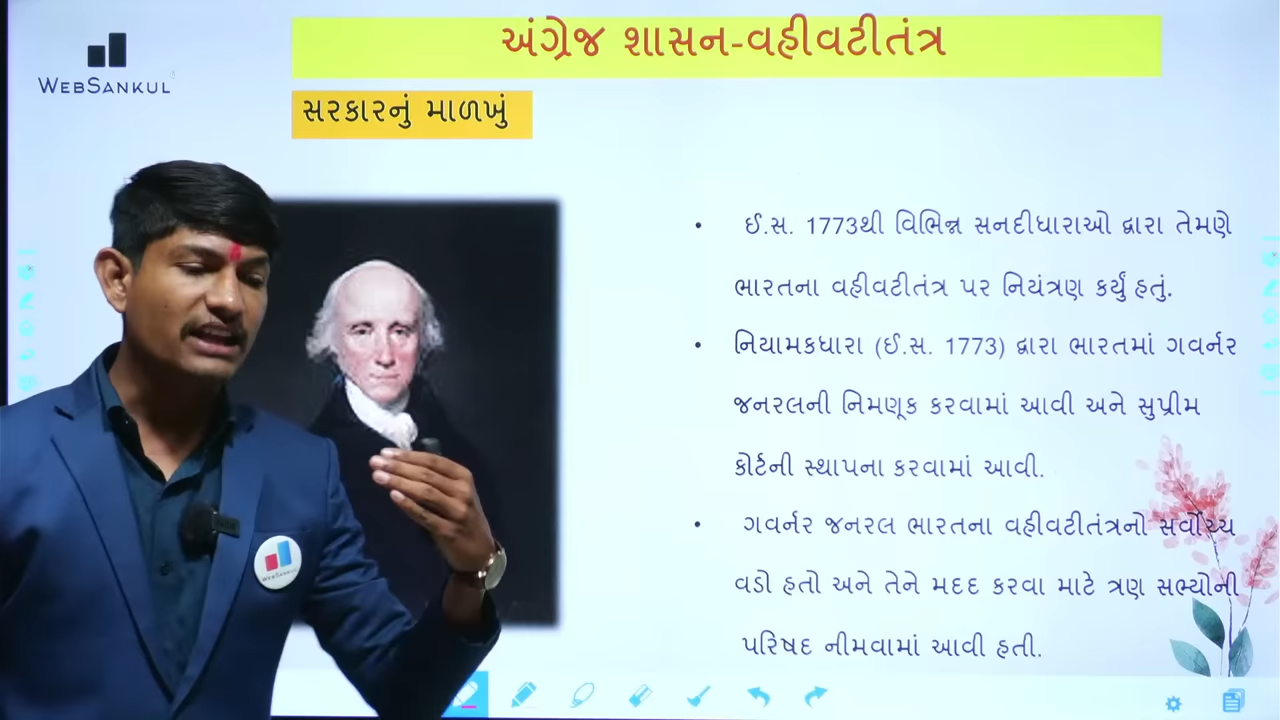 અંગ્રેજ શાસન-વહીવટીતંત્ર
WEBSANKUL
સરકારનું માળખું
• ઈ.સ. 1773થી વિભિન્ન સનદીધારાઓ દ્વારા તેમણે
ભારતના વહીવટીતંત્ર પર નિયંત્રણ કર્યું હતું.
• નિયામકધારા (ઈ.સ. 1773) દ્વારા ભારતમાં ગવર્નર
જનરલની નિમણૂક કરવામાં આવી અને સુપ્રીમ
કોર્ટની સ્થાપના કરવામાં આવી.
• ગવર્નર જનરલ ભારતના વહીવટીતંત્રનો સર્વોચ્ચ
વડો હતો અને તેને મદદ કરવા માટે ત્રણ સભ્યોની
પરિષદ નીમવામાં આવી હતી.
WEBSANKUL